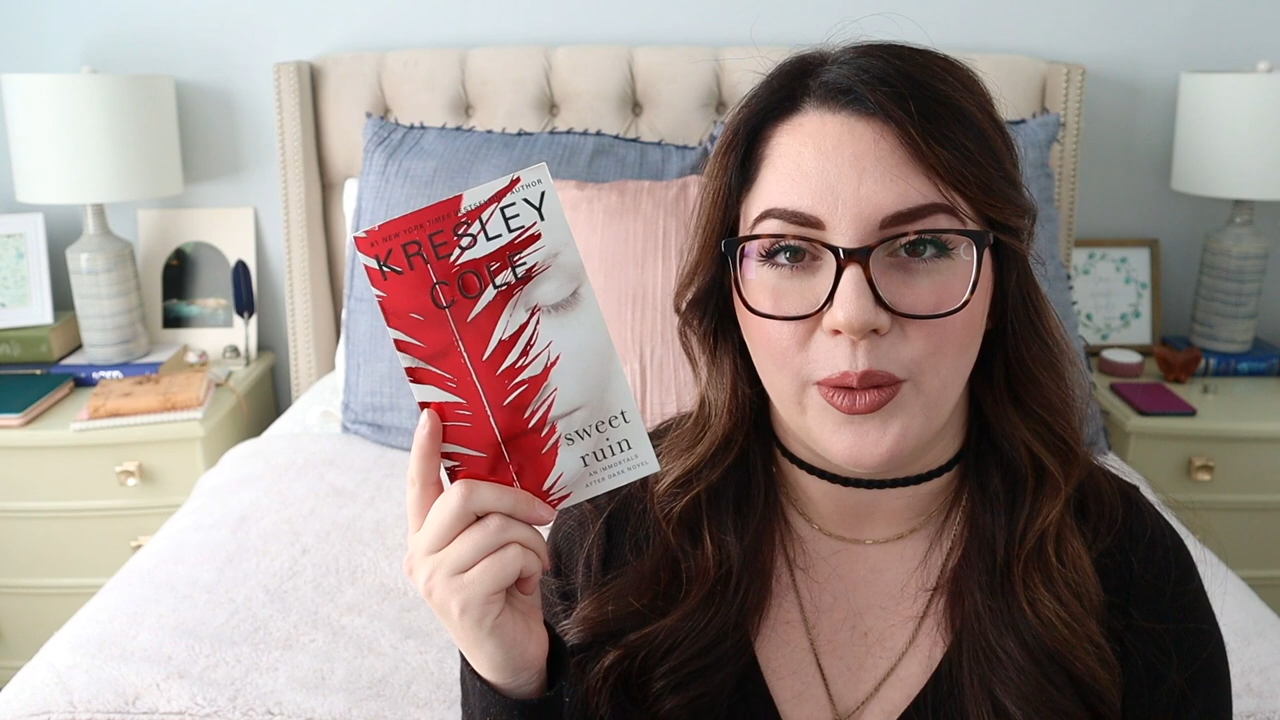 #1 NEW YORK TIMES BESTSELLING AUTHOR
KRESLEY
COLE
sweet
ruin
AN IMMORTALS
AFTER DARK NOVEL